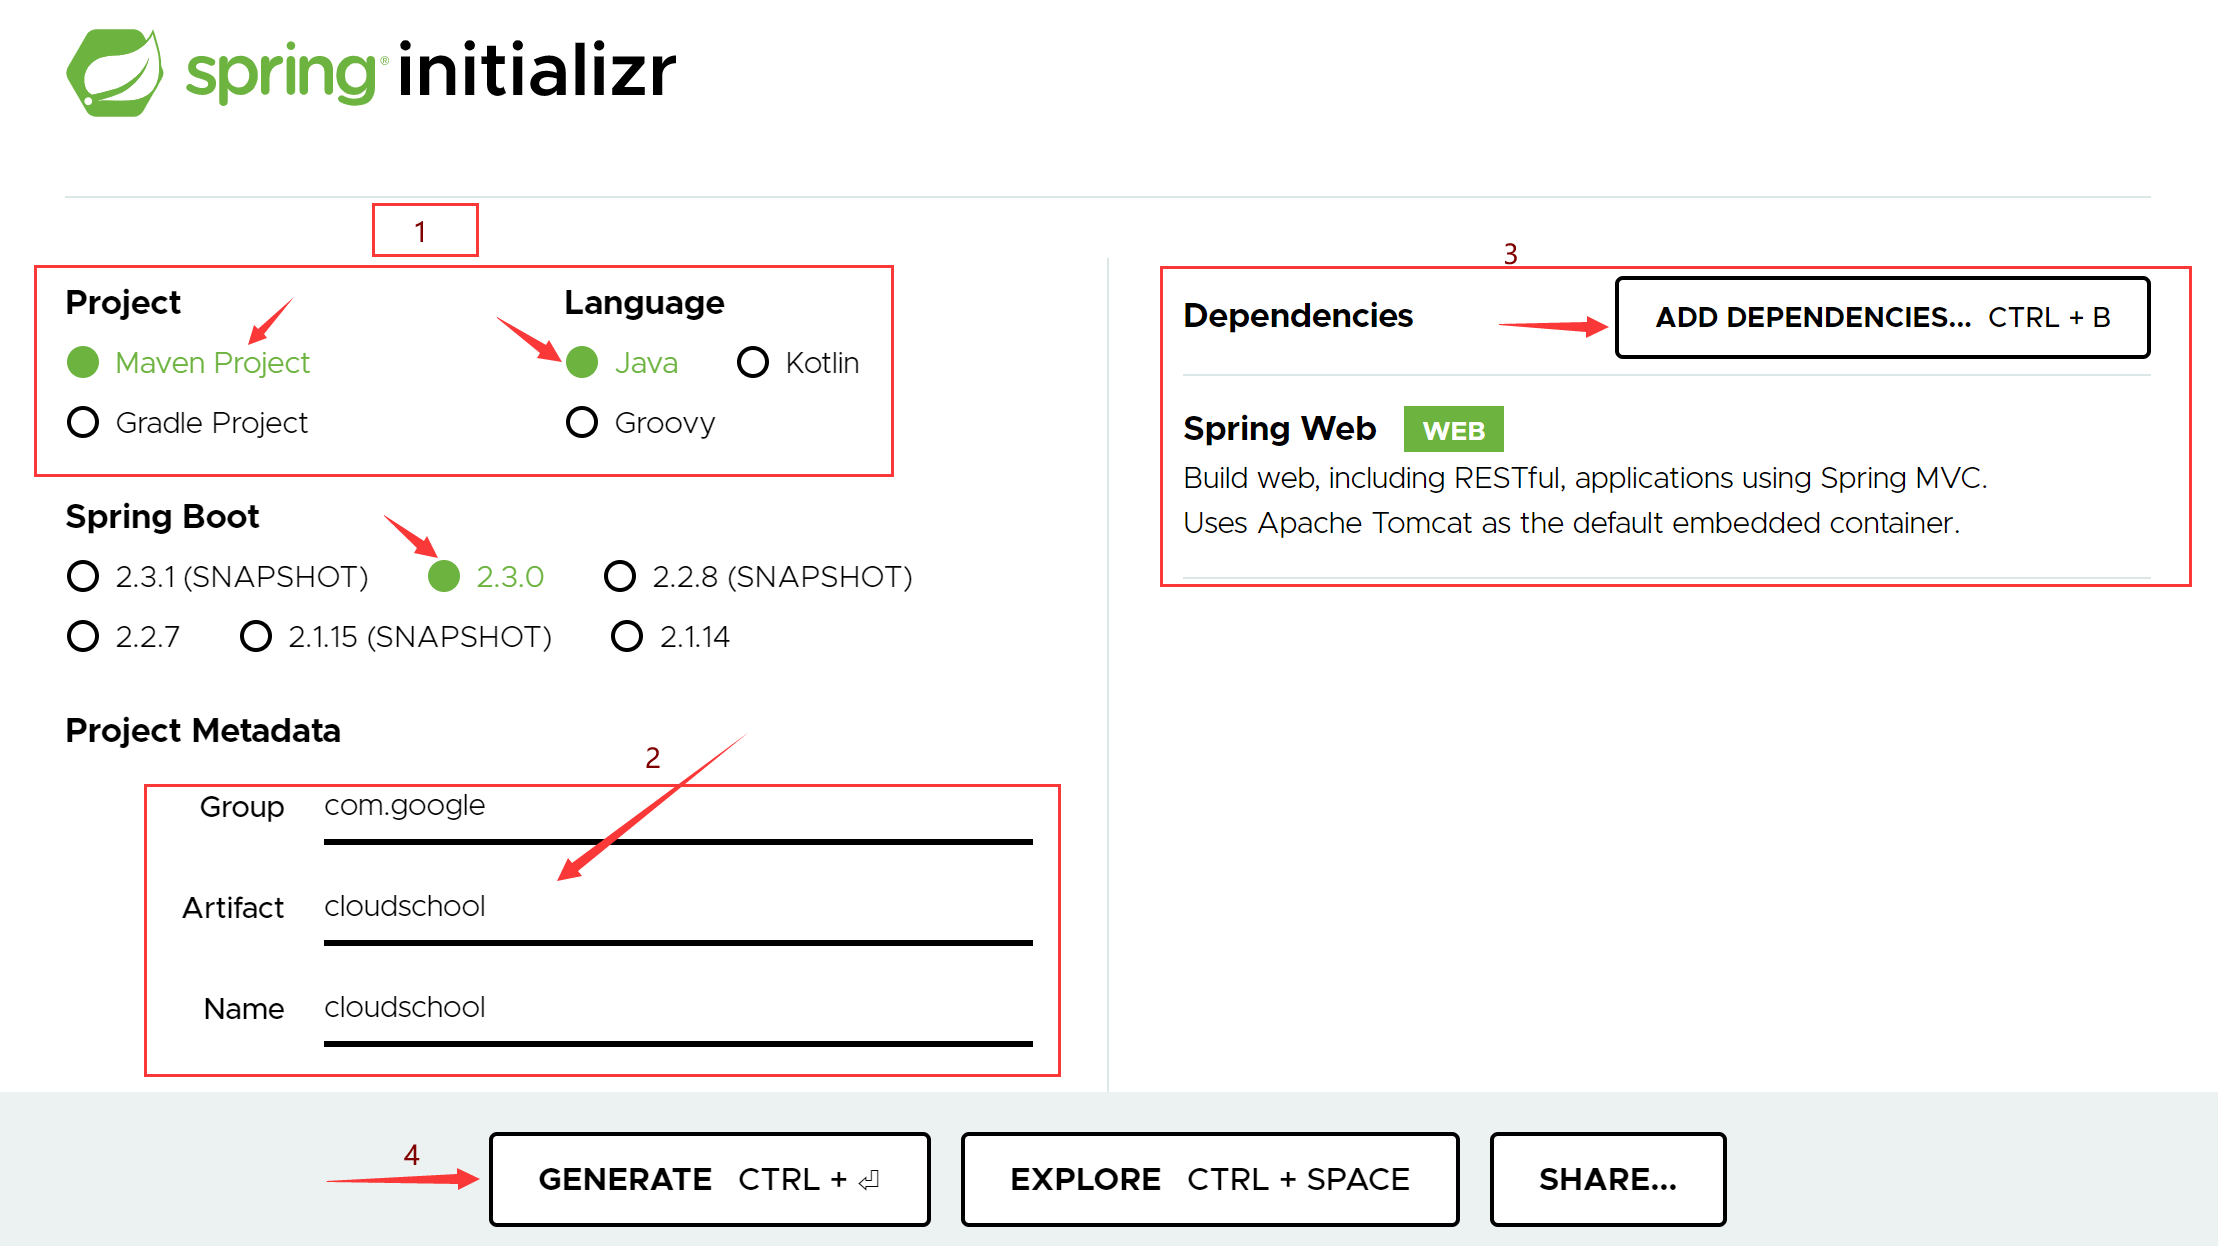 spring® initializr
1
Project
Language
Maven Project
Java
Kotlin
Gradle Project
Groovy
Spring Boot
2.3.1 (SNAPSHOT)
2.3.0
2.2.8 (SNAPSHOT)
2.2.7
2.1.15 (SNAPSHOT)
2.1.14
Project Metadata
2
Group
com.google
Artifact
cloudschool
Name
cloudschool
3
Dependencies
ADD DEPENDENCIES... CTRL + B
Spring Web WEB
Build web, including RESTful, applications using Spring MVC.
Uses Apache Tomcat as the default embedded container.
4
GENERATE CTRL + ⏎
EXPLORE CTRL + SPACE
SHARE...